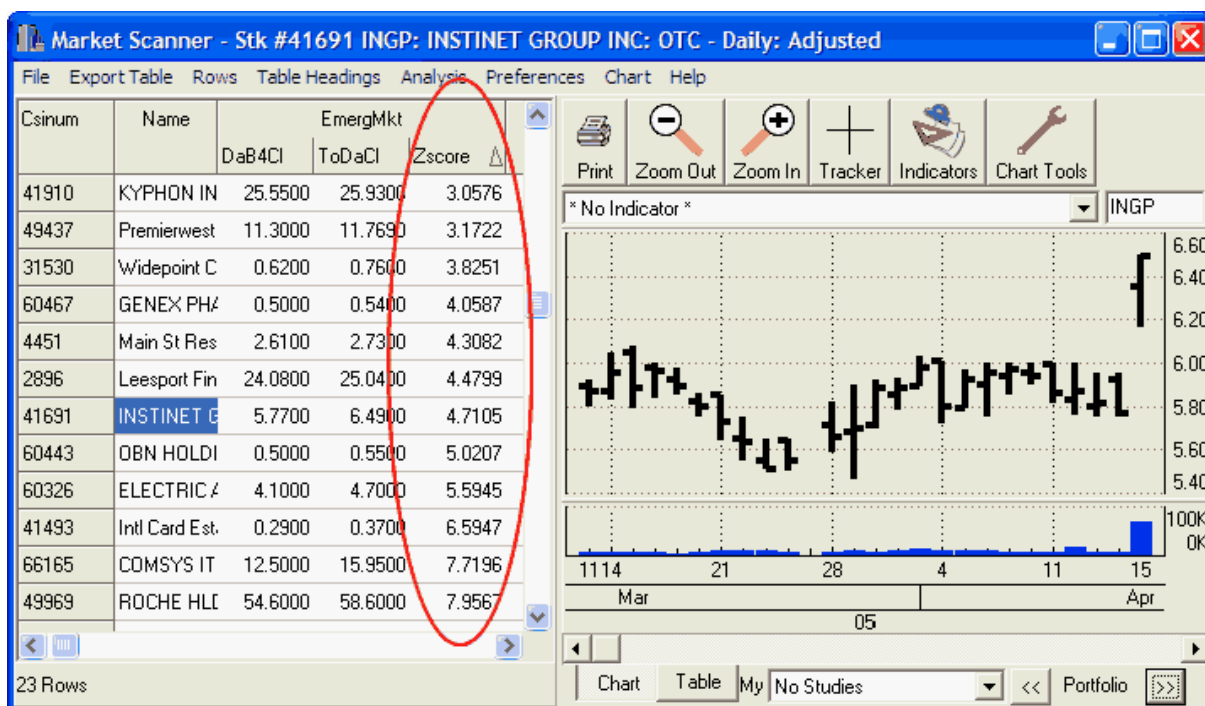 Market Scanner - Stk #41691 INGP: INSTINET GROUP INC: OTC - Daily: Adjusted
File Export Table Rows Table Headings Analysis Preferences Chart Help
Csinum Name EmergMkt
DaB4Cl ToDaCl Zscore
41910 KYPHON IN 25.5500 25.9300 3.0576
49437 Premierwest 11.3000 11.7690 3.1722
31530 Widepoint C 0.6200 0.7600 3.8251
60467 GENEX PHA 0.5000 0.5400 4.0587
4451 Main St Res 2.6100 2.7300 4.3082
2896 Leesport Fin 24.0800 25.0400 4.4799
41691 INSTINET G 5.7700 6.4900 4.7105
60443 OBN HOLDI 0.5000 0.5500 5.0207
60326 ELECTRIC A 4.1000 4.7000 5.5945
41493 Intl Card Est. 0.2900 0.3700 6.5947
66165 COMSYS IT 12.5000 15.9500 7.7196
49969 ROCHE HLD 54.6000 58.6000 7.9567
23 Rows
Print Zoom Out Zoom In Tracker Indicators Chart Tools
* No Indicator * INGP
6.60
6.40
6.20
6.00
5.80
5.60
5.40
100K
0K
1114 21 28 4 11 15
Mar Apr
05
Chart Table My No Studies << Portfolio >>